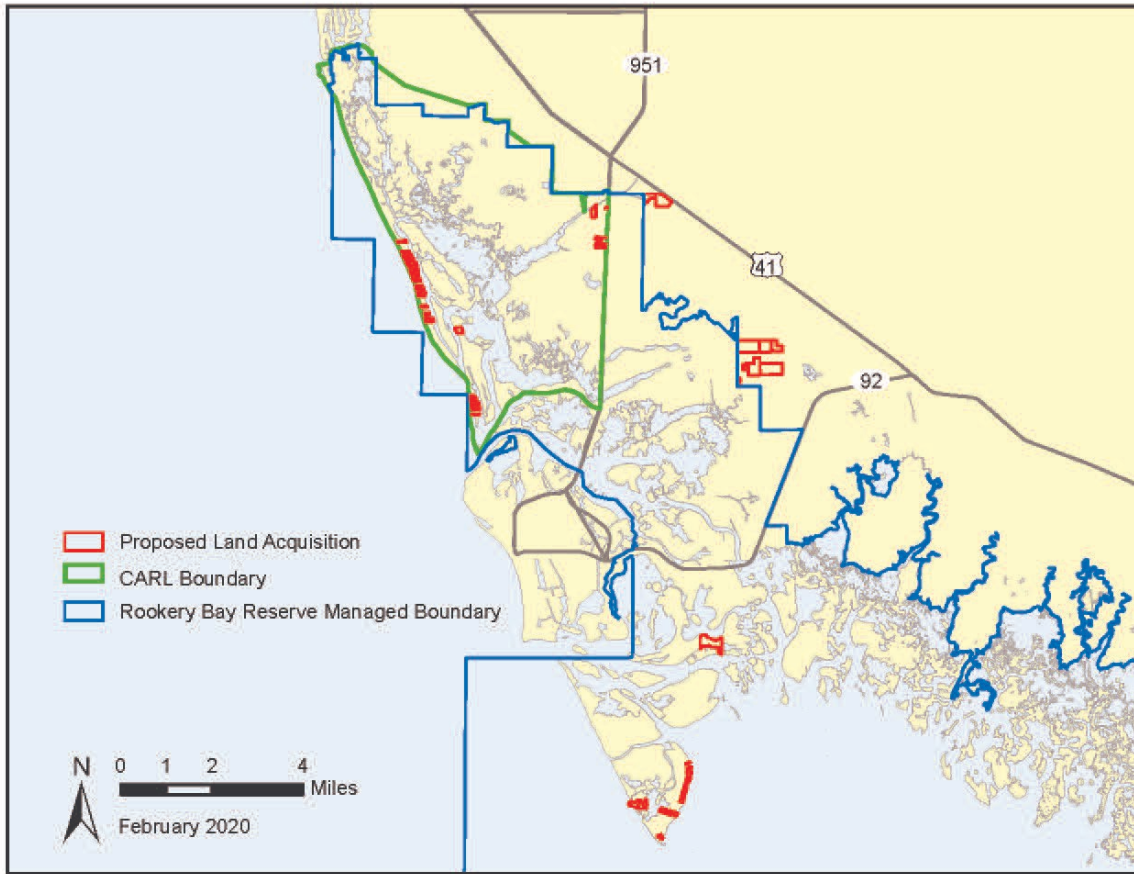 951
41
92
Proposed Land Acquisition
CARL Boundary
Rookery Bay Reserve Managed Boundary
N
0 1 2 4
Miles
February 2020